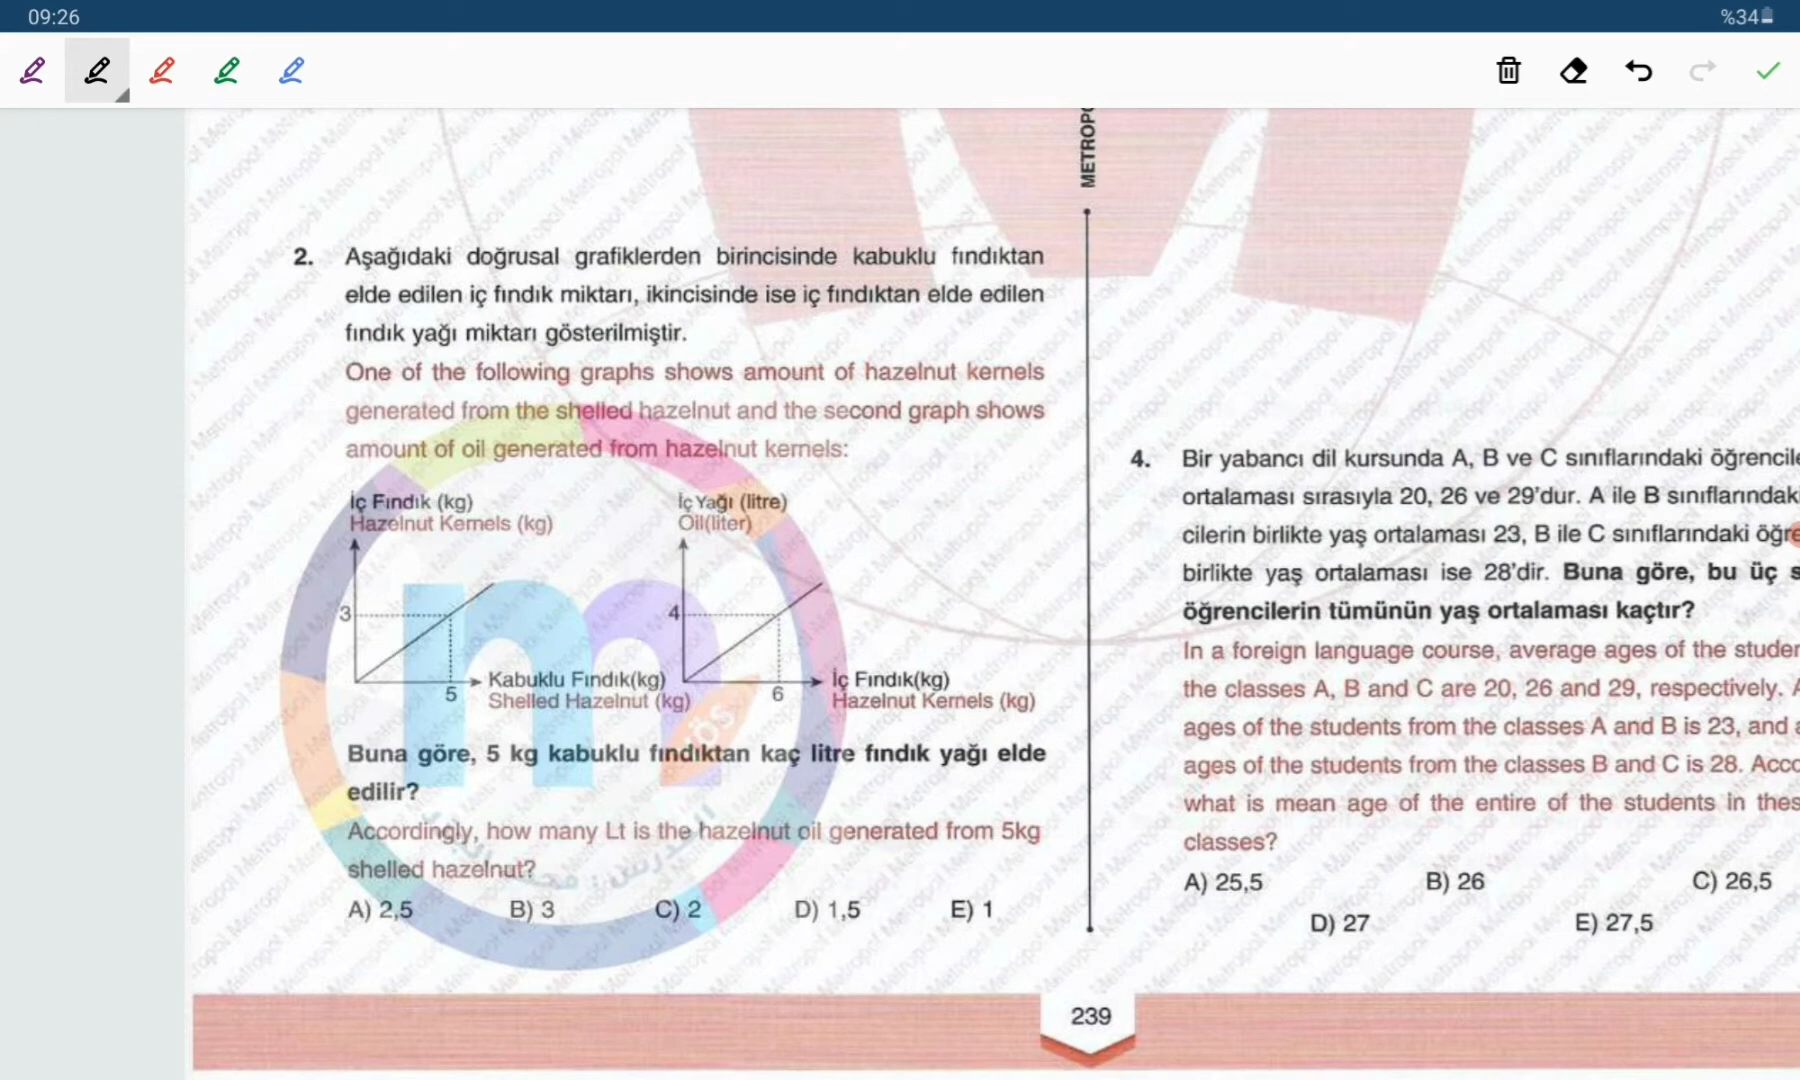 09:26
%34
METROPO
2. Aşağıdaki doğrusal grafiklerden birincisinde kabuklu fındıktan
elde edilen iç fındık miktarı, ikincisinde ise iç fındıktan elde edilen
fındık yağı miktarı gösterilmiştir.
One of the following graphs shows amount of hazelnut kernels
generated from the shelled hazelnut and the second graph shows
amount of oil generated from hazelnut kernels:
İç Fındık (kg)
Hazelnut Kernels (kg)
3
5
Kabuklu Fındık(kg)
Shelled Hazelnut (kg)
İç Yağı (litre)
Oil(liter)
4
6
İç Fındık(kg)
Hazelnut Kernels (kg)
Buna göre, 5 kg kabuklu fındıktan kaç litre fındık yağı elde
edilir?
Accordingly, how many Lt is the hazelnut oil generated from 5kg
shelled hazelnut?
A) 2,5 B) 3 C) 2 D) 1,5 E) 1
4. Bir yabancı dil kursunda A, B ve C sınıflarındaki öğrencile
ortalaması sırasıyla 20, 26 ve 29'dur. A ile B sınıflarındaki
cilerin birlikte yaş ortalaması 23, B ile C sınıflarındaki öğre
birlikte yaş ortalaması ise 28'dir. Buna göre, bu üç s
öğrencilerin tümünün yaş ortalaması kaçtır?
In a foreign language course, average ages of the studen
the classes A, B and C are 20, 26 and 29, respectively. A
ages of the students from the classes A and B is 23, and a
ages of the students from the classes B and C is 28. Acco
what is mean age of the entire of the students in thes
classes?
A) 25,5 B) 26 C) 26,5
D) 27 E) 27,5
239